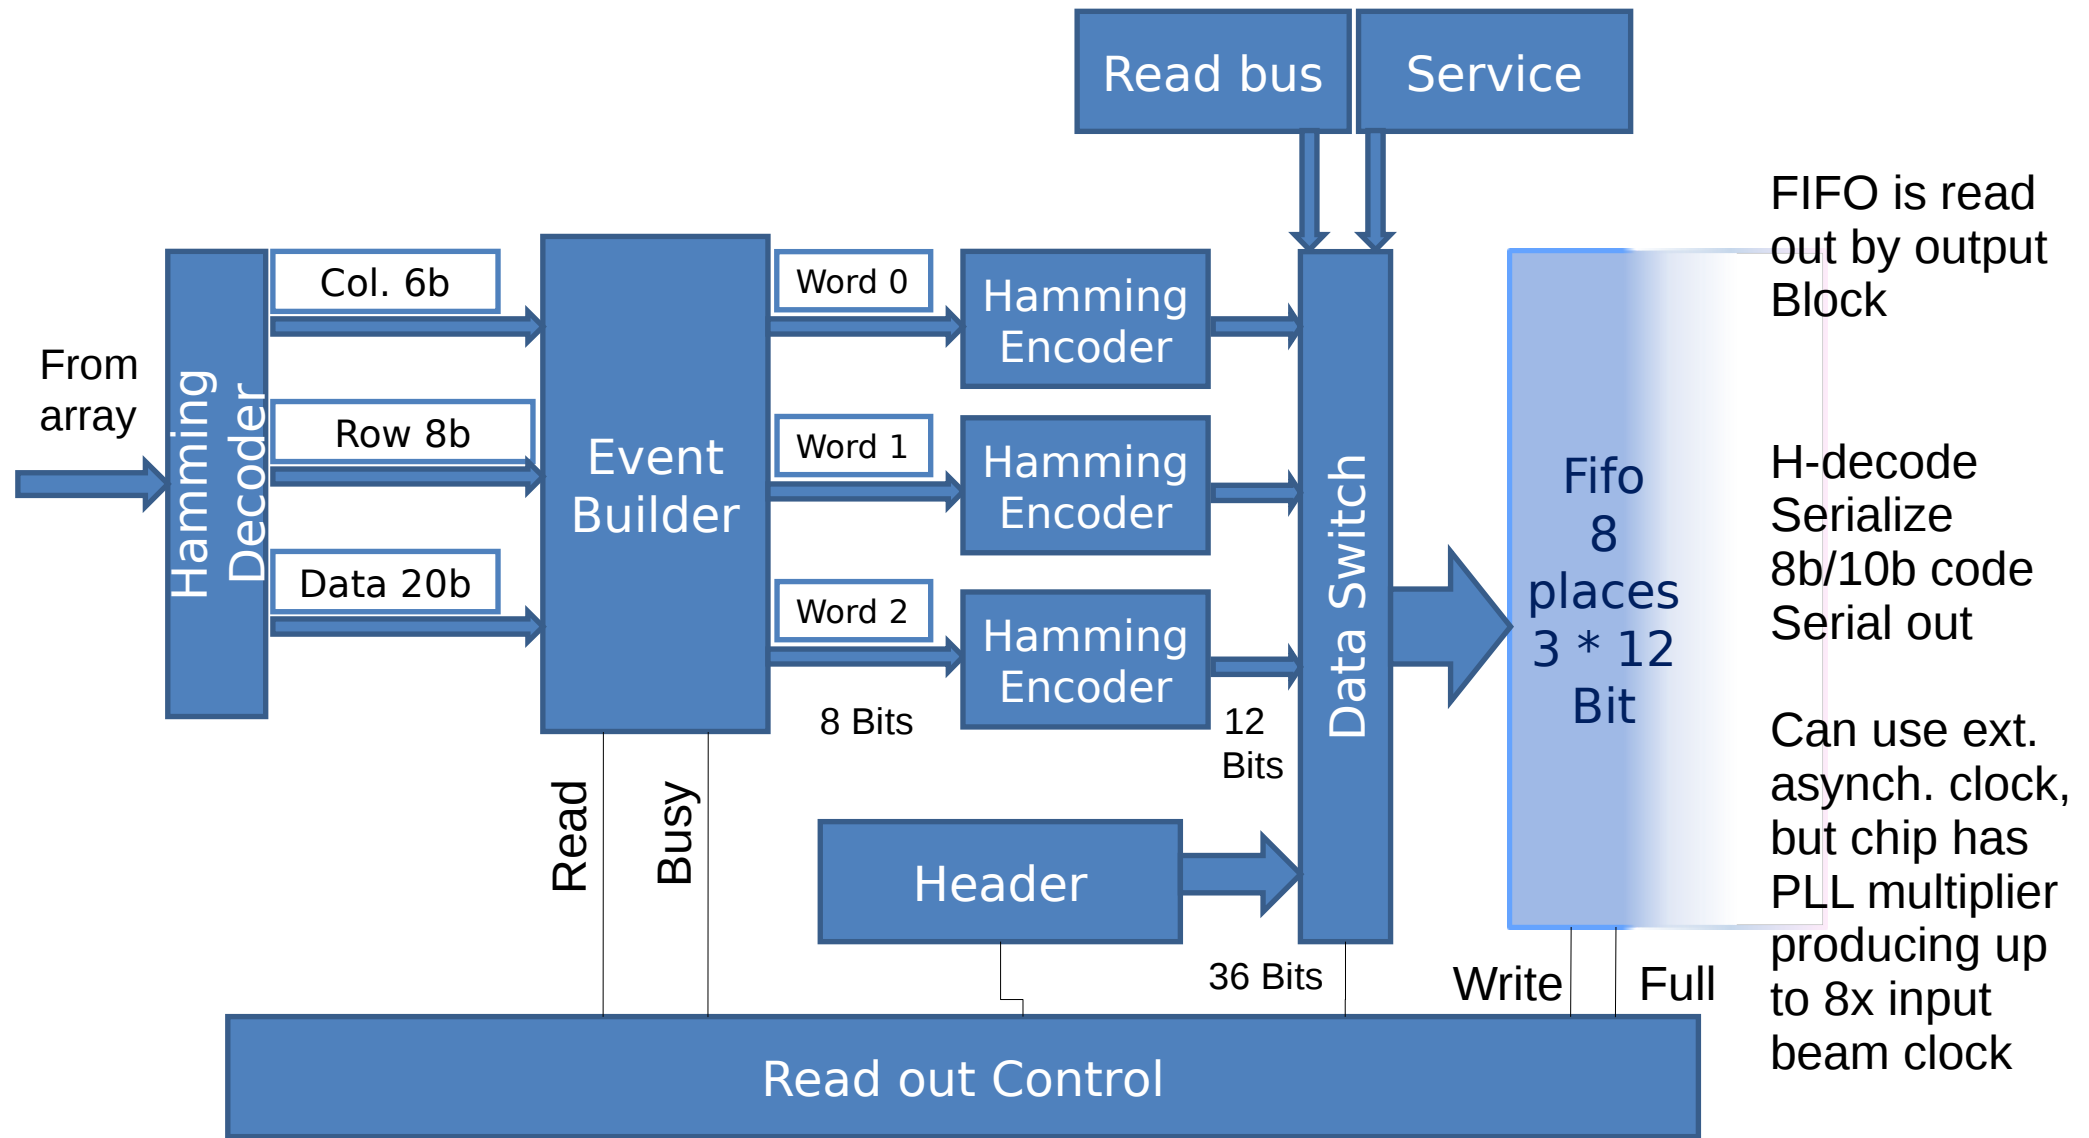 Read bus
Service
From
array
Hamming
Decoder
Col. 6b
Row 8b
Data 20b
Event
Builder
Word 0
Word 1
Word 2
8 Bits
Hamming
Encoder
Hamming
Encoder
Hamming
Encoder
12
Bits
Data Switch
Header
36 Bits
Fifo
8
places
3 * 12
Bit
Read
Busy
Write
Full
Read out Control
FIFO is read
out by output
Block
H-decode
Serialize
8b/10b code
Serial out
Can use ext.
asynch. clock,
but chip has
PLL multiplier
producing up
to 8x input
beam clock